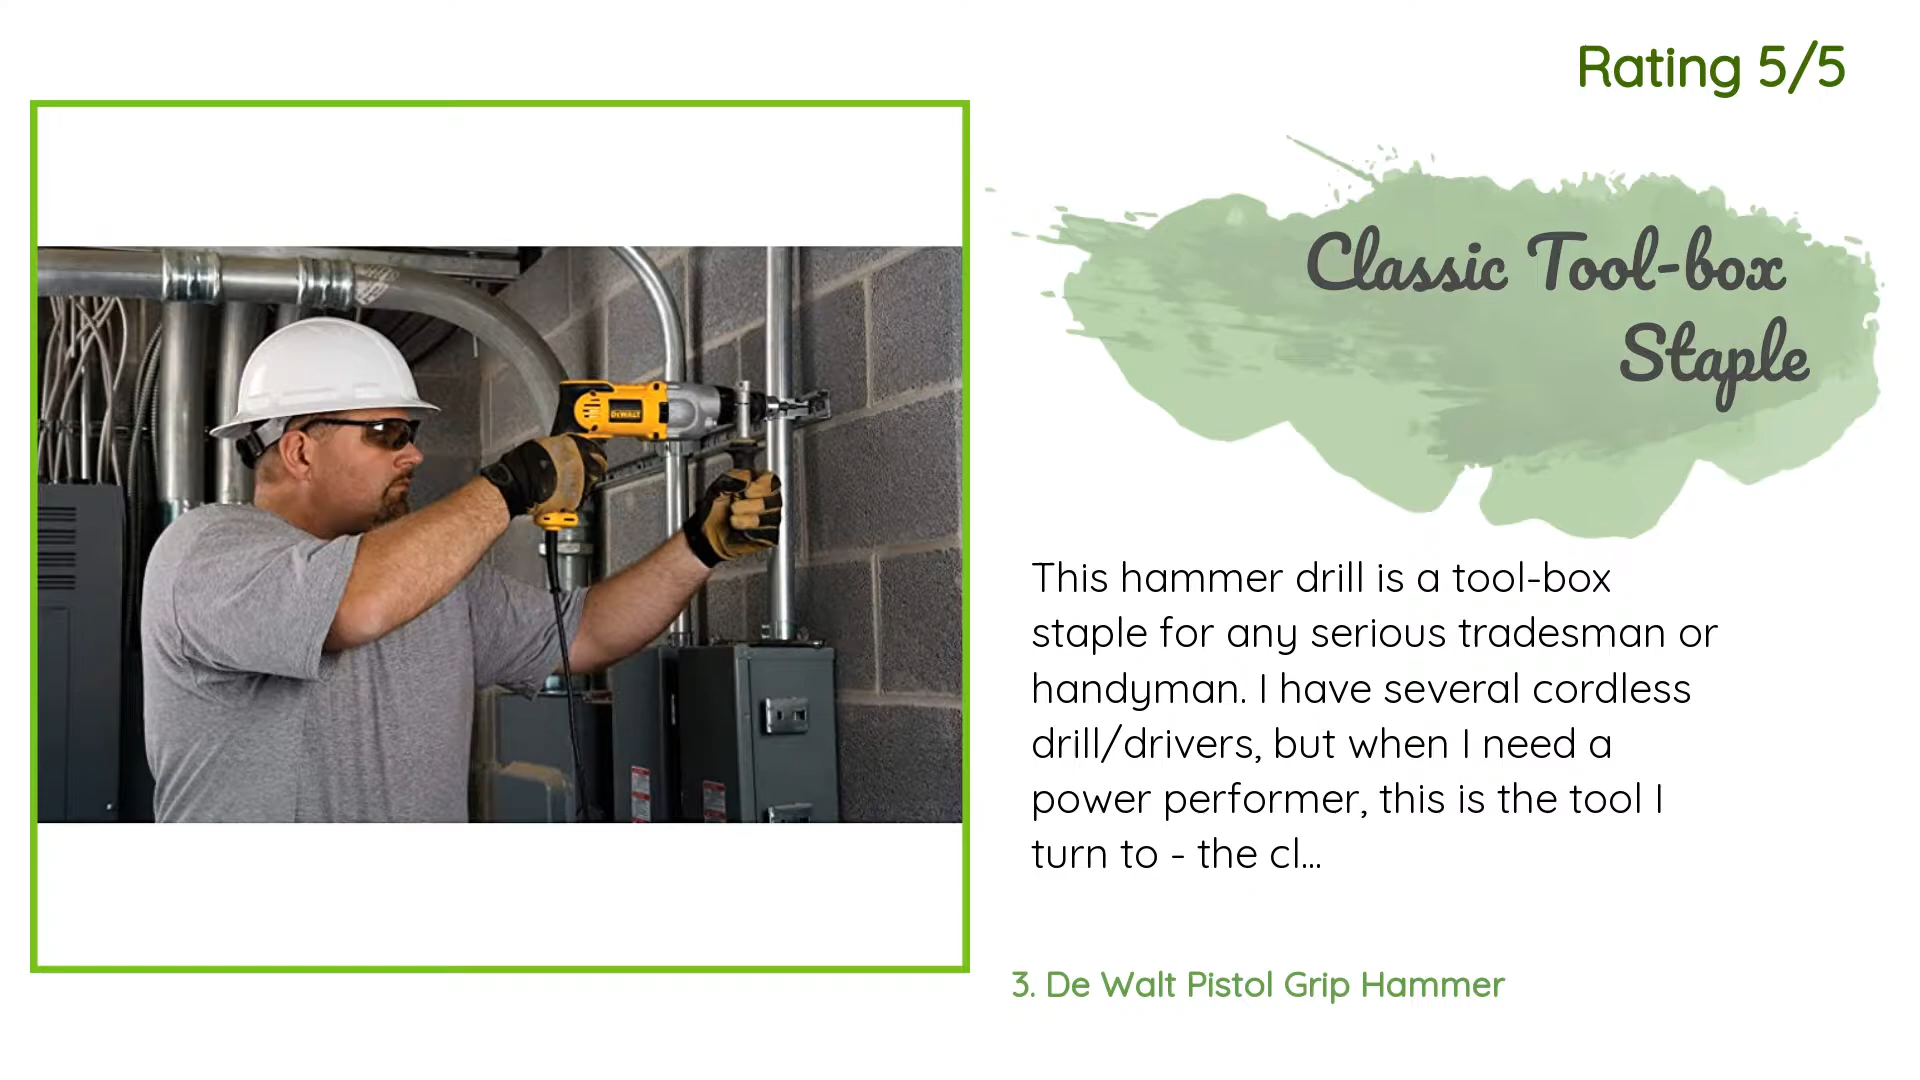 Rating 5/5
Classic Tool-box
Staple
DEWALT
This hammer drill is a tool-box
staple for any serious tradesman or
handyman. I have several cordless
drill/drivers, but when I need a
power performer, this is the tool I
turn to - the cl...
3. De Walt Pistol Grip Hammer